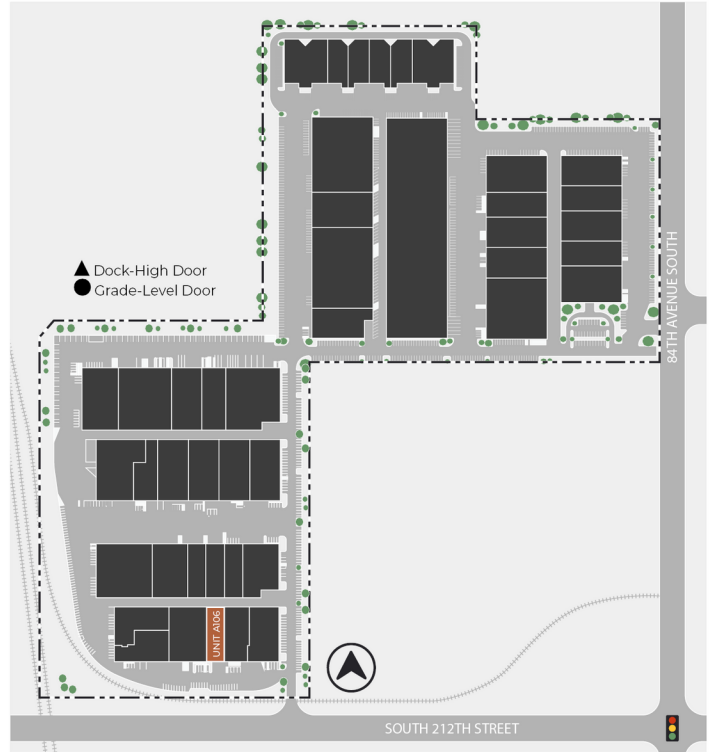 Dock-High Door
Grade-Level Door
84TH AVENUE SOUTH
UNIT A106
SOUTH 212TH STREET